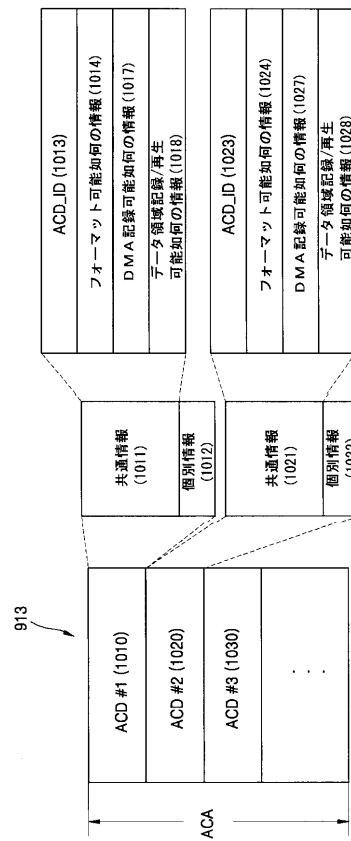 913
ACA
ACD #1 (1010)
ACD #2 (1020)
ACD #3 (1030)
共通情報
(1011)
個別情報
(1012)
共通情報
(1021)
個別情報
ACD_ID (1013)
フォーマット可能如何の情報 (1014)
DMA記録可能如何の情報 (1017)
データ領域記録/再生
可能如何の情報 (1018)
ACD_ID (1023)
フォーマット可能如何の情報 (1024)
DMA記録可能如何の情報 (1027)
データ領域記録/再生
可能如何の情報 (1028)